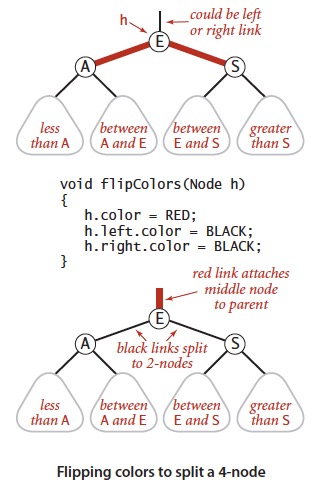 h
could be left
or right link
E
A
S
less
than A
between
A and E
between
E and S
greater
than S
void flipColors(Node h)
{
h.color = RED;
h.left.color = BLACK;
h.right.color = BLACK;
}
red link attaches
middle node
to parent
E
A
S
black links split
to 2-nodes
less
than A
between
A and E
between
E and S
greater
than S
Flipping colors to split a 4-node